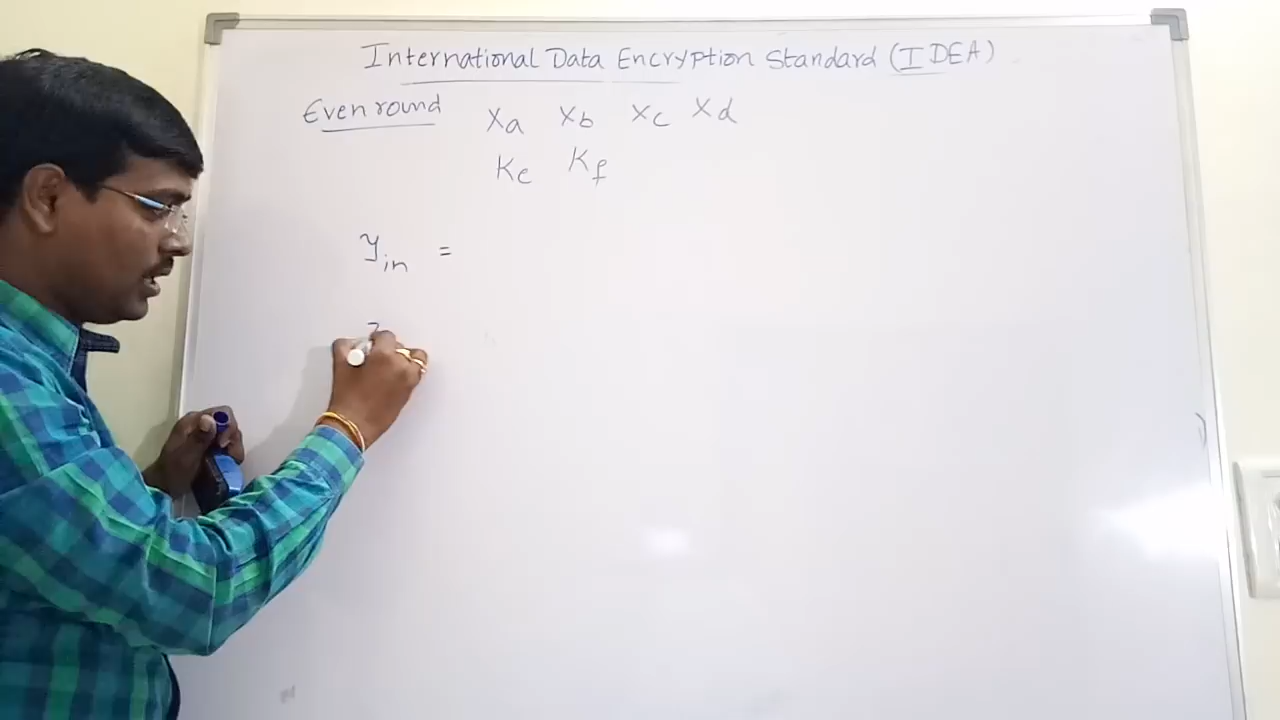 International Data Encryption Standard (IDEA)
Even round Xa Xb Xc Xd
Ke Kf
Yin =